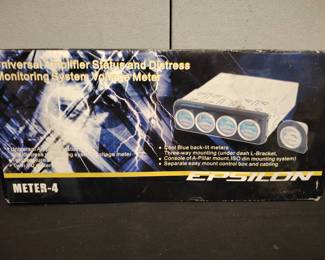 Universal Amplifier Status and Distress
Monitoring System Voltage Meter
• Cool Blue back-lit meters
Three-way mounting (under dash L-Bracket,
Console of A-Pillar mount, ISO din mounting system)
• Separate easy mount control box and cabling
METER-4
EPSILON